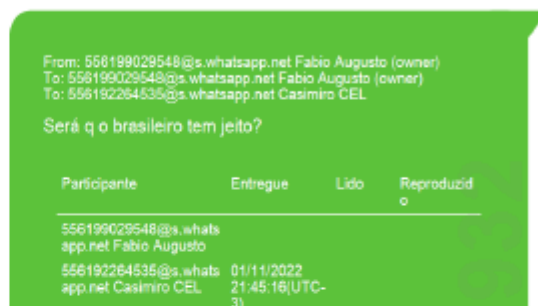 From: 556199029548@s.whatsapp.net Fabio Augusto (owner)
To: 556199029548@s.whatsapp.net Fabio Augusto (owner)
To: 556192264535@s.whatsapp.net Casimiro CEL
Será q o brasileiro tem jeito?
Participante Entregue Lido Reproduzid
o
556199029548@s.whats
app.net Fabio Augusto
556192264535@s.whats 01/11/2022
app.net Casimiro CEL 21:45:16(UTC-
3)
932